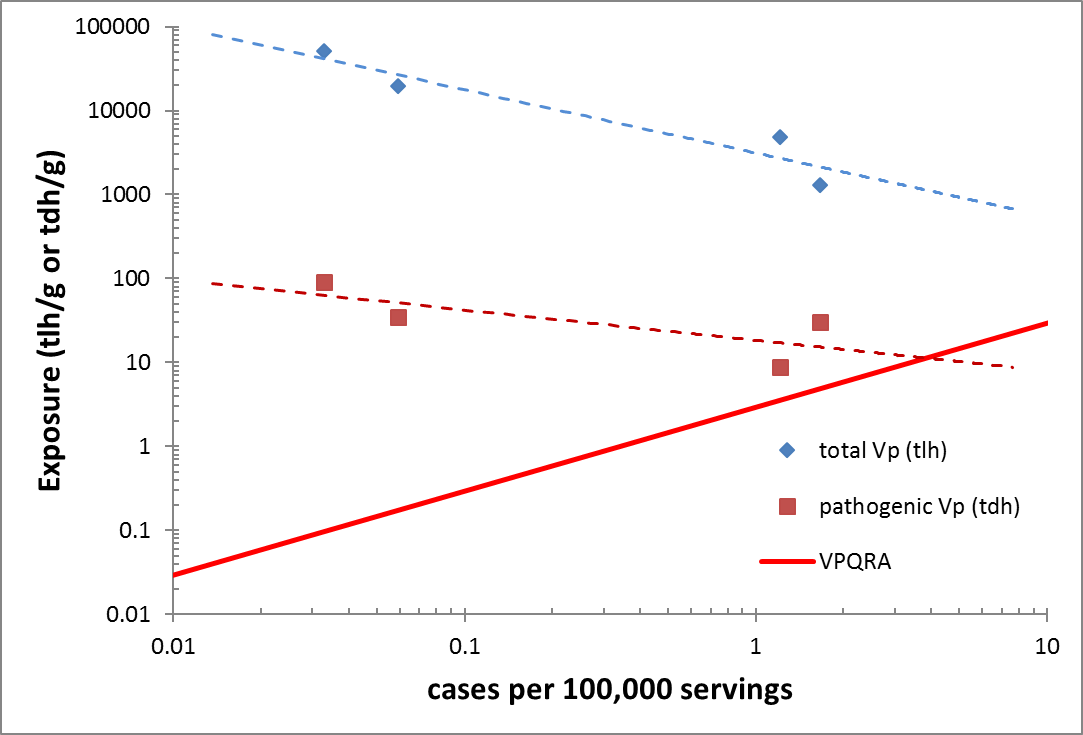 100000
10000
1000
100
10
1
0.1
0.01
Exposure (tlh/g or tdh/g)
total Vp (tlh)
pathogenic Vp (tdh)
VPQRA
0.01 0.1 1 10
cases per 100,000 servings